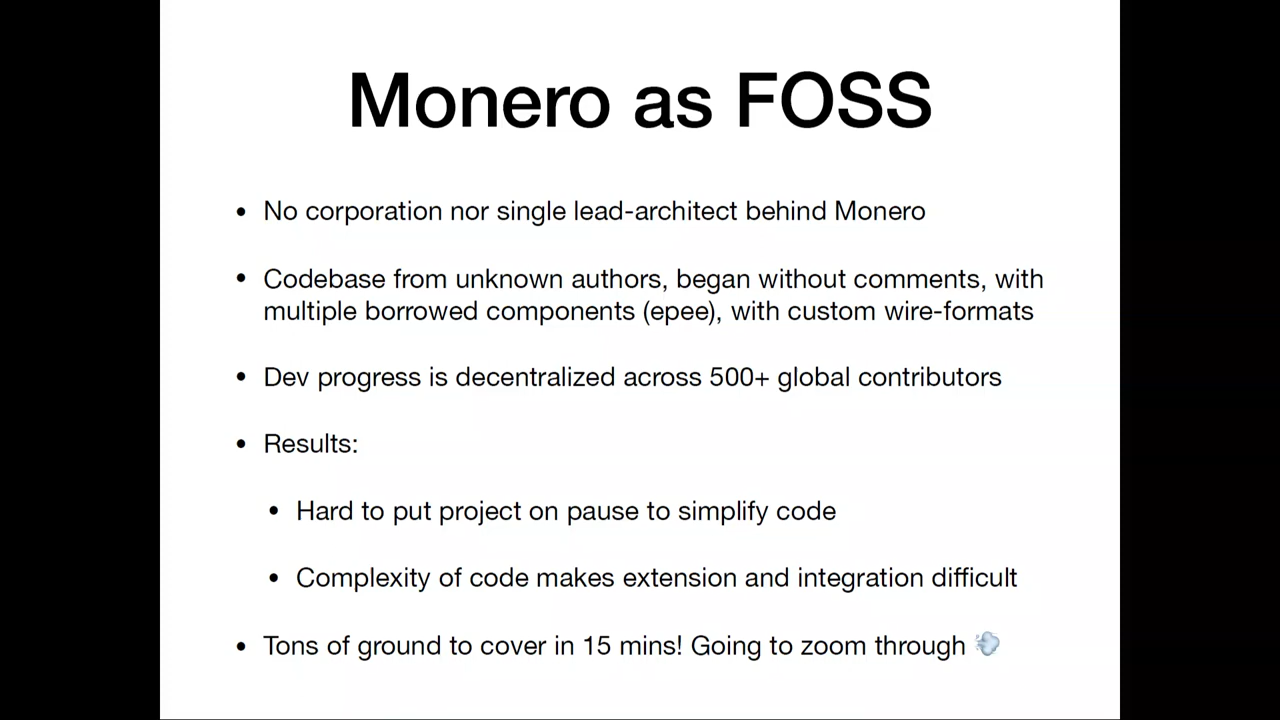 Monero as FOSS
• No corporation nor single lead-architect behind Monero
• Codebase from unknown authors, began without comments, with
multiple borrowed components (epee), with custom wire-formats
• Dev progress is decentralized across 500+ global contributors
• Results:
• Hard to put project on pause to simplify code
• Complexity of code makes extension and integration difficult
• Tons of ground to cover in 15 mins! Going to zoom through 💨